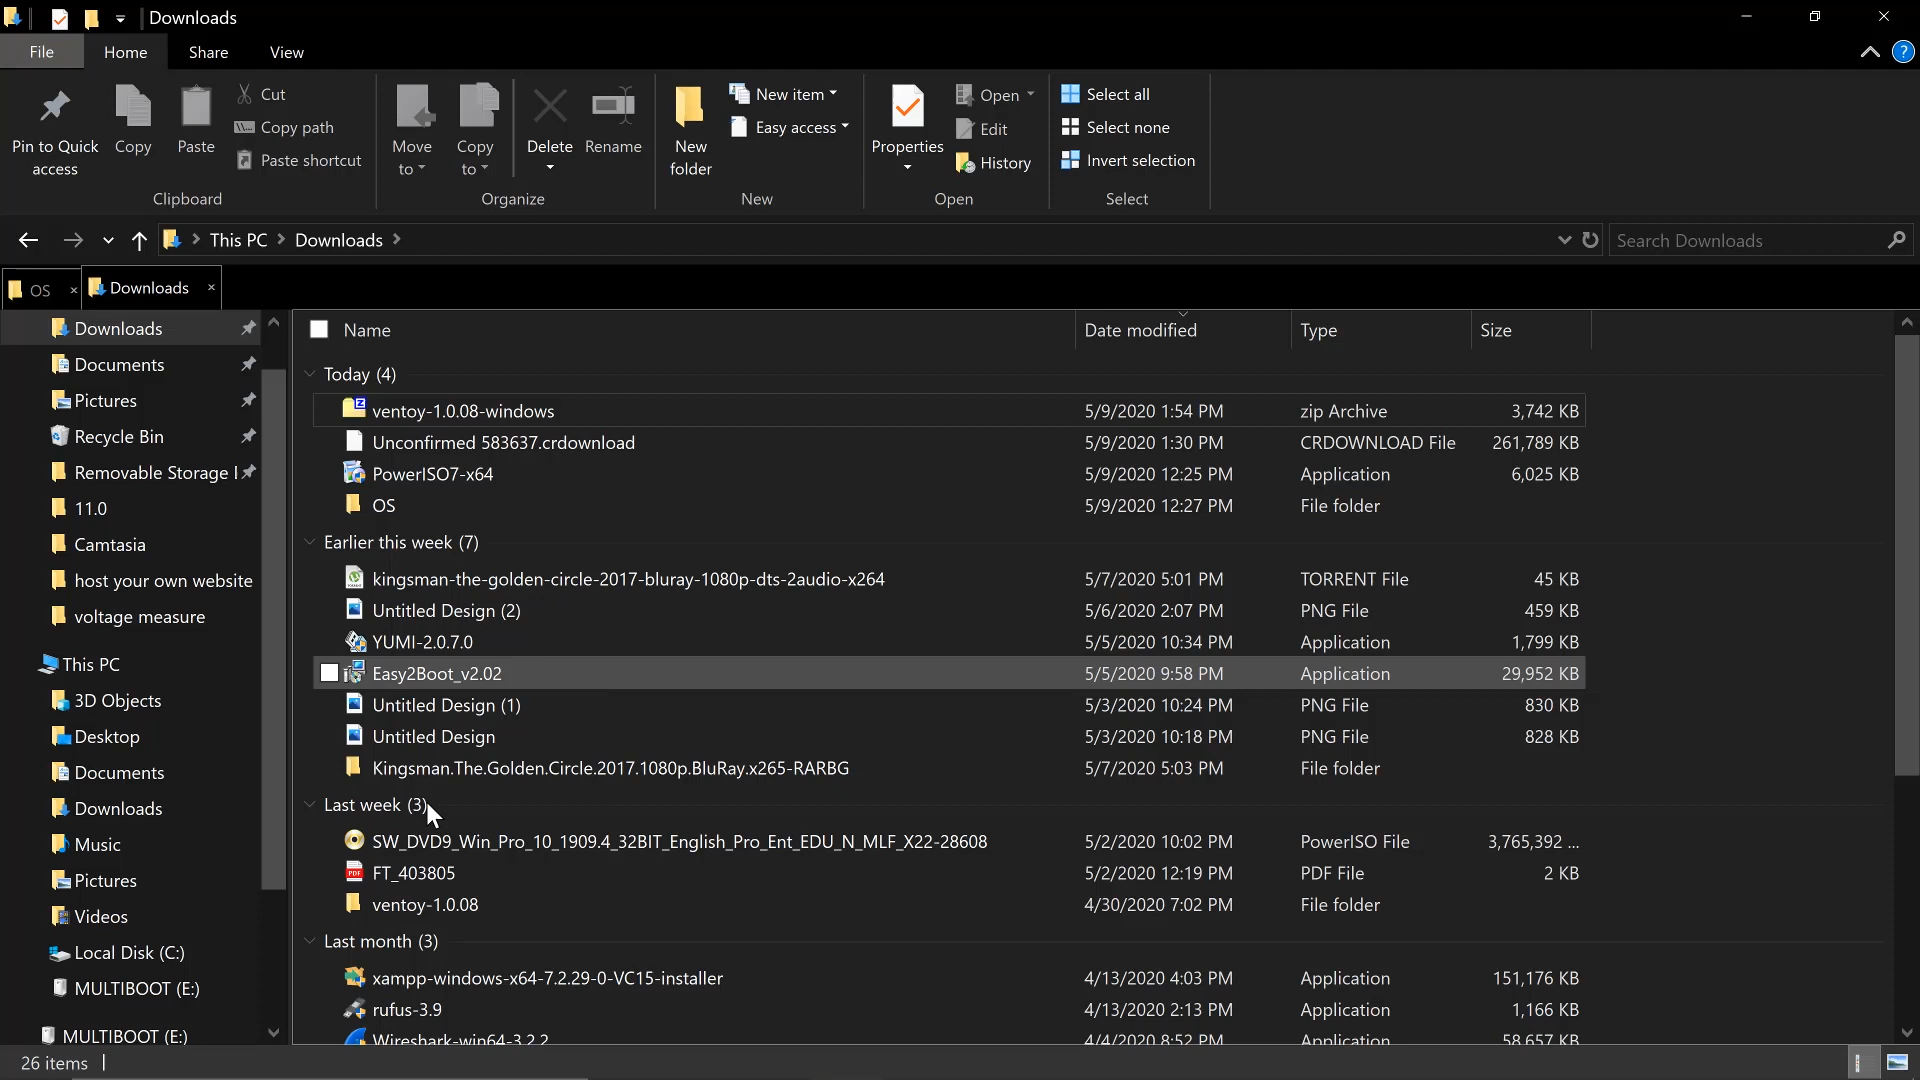 Downloads
File Home Share View
Pin to Quick access
Copy
Paste
Cut
Copy path
Paste shortcut
Clipboard
Move to
Copy to
Delete
Rename
Organize
New folder
New item
Easy access
New
Properties
Open
Edit
History
Open
Select all
Select none
Invert selection
Select
This PC Downloads
Search Downloads
OS
Downloads
Downloads
Documents
Pictures
Recycle Bin
Removable Storage
11.0
Camtasia
host your own website
voltage measure
This PC
3D Objects
Desktop
Documents
Downloads
Music
Pictures
Videos
Local Disk (C:)
MULTIBOOT (E:)
MULTIBOOT (E:)
Name Date modified Type Size
Today (4)
ventoy-1.0.08-windows 5/9/2020 1:54 PM zip Archive 3,742 KB
Unconfirmed 583637.crdownload 5/9/2020 1:30 PM CRDOWNLOAD File 261,789 KB
PowerISO7-x64 5/9/2020 12:25 PM Application 6,025 KB
OS 5/9/2020 12:27 PM File folder
Earlier this week (7)
kingsman-the-golden-circle-2017-bluray-1080p-dts-2audio-x264 5/7/2020 5:01 PM TORRENT File 45 KB
Untitled Design (2) 5/6/2020 2:07 PM PNG File 459 KB
YUMI-2.0.7.0 5/5/2020 10:34 PM Application 1,799 KB
Easy2Boot_v2.02 5/5/2020 9:58 PM Application 29,952 KB
Untitled Design (1) 5/3/2020 10:24 PM PNG File 830 KB
Untitled Design 5/3/2020 10:18 PM PNG File 828 KB
Kingsman.The.Golden.Circle.2017.1080p.BluRay.x265-RARBG 5/7/2020 5:03 PM File folder
Last week (3)
SW_DVD9_Win_Pro_10_1909.4_32BIT_English_Pro_Ent_EDU_N_MLF_X22-28608 5/2/2020 10:02 PM PowerISO File 3,765,392 ...
FT_403805 5/2/2020 12:19 PM PDF File 2 KB
ventoy-1.0.08 4/30/2020 7:02 PM File folder
Last month (3)
xampp-windows-x64-7.2.29-0-VC15-installer 4/13/2020 4:03 PM Application 151,176 KB
rufus-3.9 4/13/2020 2:13 PM Application 1,166 KB
Wireshark-win64-3.2.2 4/4/2020 8:52 PM Application 58,657 KB
26 items